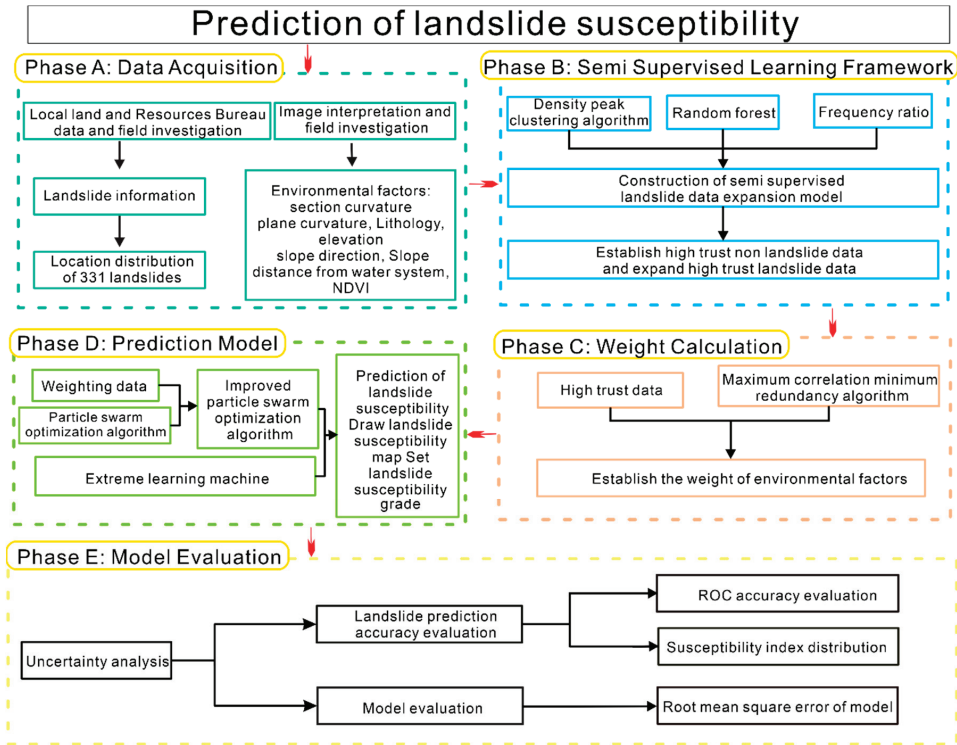 Prediction of landslide susceptibility
Phase A: Data Acquisition
Local land and Resources Bureau
data and field investigation
Image interpretation and
field investigation
Landslide information
Location distribution
of 331 landslides
Environmental factors:
section curvature
plane curvature, Lithology,
elevation
slope direction, Slope
distance from water system,
NDVI
Phase B: Semi Supervised Learning Framework
Density peak
clustering algorithm
Random forest
Frequency ratio
Construction of semi supervised
landslide data expansion model
Establish high trust non landslide data
and expand high trust landslide data
Phase C: Weight Calculation
High trust data
Maximum correlation minimum
redundancy algorithm
Establish the weight of environmental factors
Phase D: Prediction Model
Weighting data
Particle swarm
optimization algorithm
Improved
particle swarm
optimization
algorithm
Extreme learning machine
Prediction of
landslide
susceptibility
Draw landslide
susceptibility
map Set
landslide
susceptibility
grade
Phase E: Model Evaluation
Uncertainty analysis
Landslide prediction
accuracy evaluation
Model evaluation
ROC accuracy evaluation
Susceptibility index distribution
Root mean square error of model